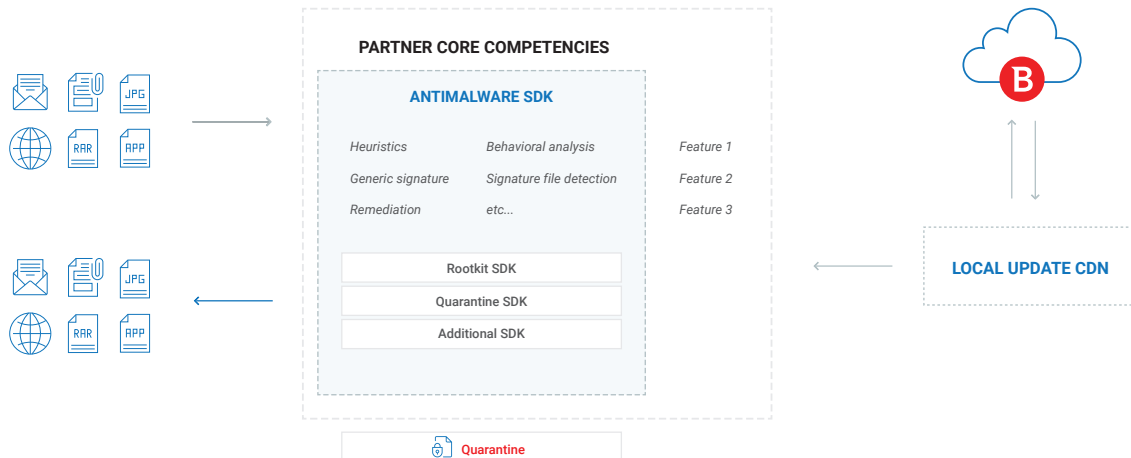 PARTNER CORE COMPETENCIES
ANTIMALWARE SDK
Heuristics Behavioral analysis Feature 1
Generic signature Signature file detection Feature 2
Remediation etc... Feature 3
Rootkit SDK
Quarantine SDK
Additional SDK
Quarantine
JPG
RAR APP
JPG
RAR APP
B
LOCAL UPDATE CDN